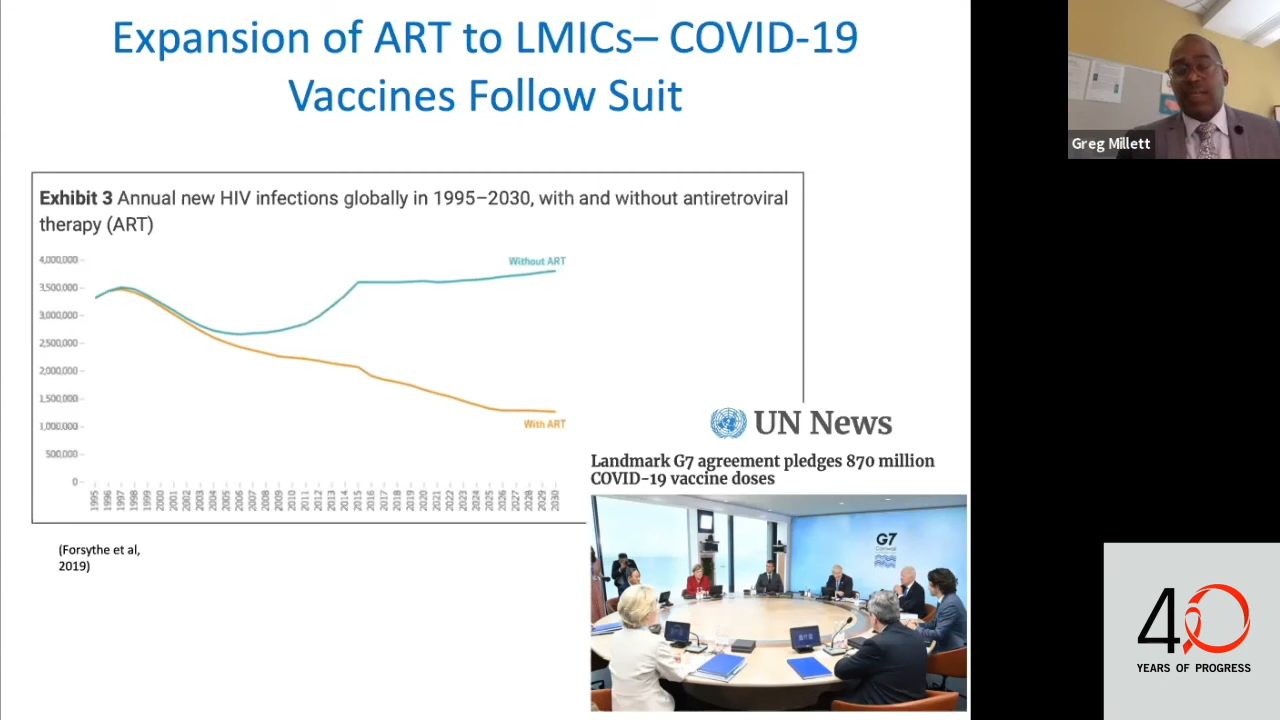 Expansion of ART to LMICs– COVID-19
Vaccines Follow Suit
Greg Millett
Exhibit 3 Annual new HIV infections globally in 1995–2030, with and without antiretroviral
therapy (ART)
4,000,000
3,500,000
3,000,000
2,500,000
2,000,000
1,500,000
1,000,000
500,000
0
Without ART
With ART
1995 1996 1997 1998 1999 2000 2001 2002 2003 2004 2005 2006 2007 2008 2009 2010 2011 2012 2013 2014 2015 2016 2017 2018 2019 2020 2021 2022 2023 2024 2025 2026 2027 2028 2029 2030
UN News
Landmark G7 agreement pledges 870 million
COVID-19 vaccine doses
G7
Cornwall
(Forsythe et al,
2019)
40
YEARS OF PROGRESS